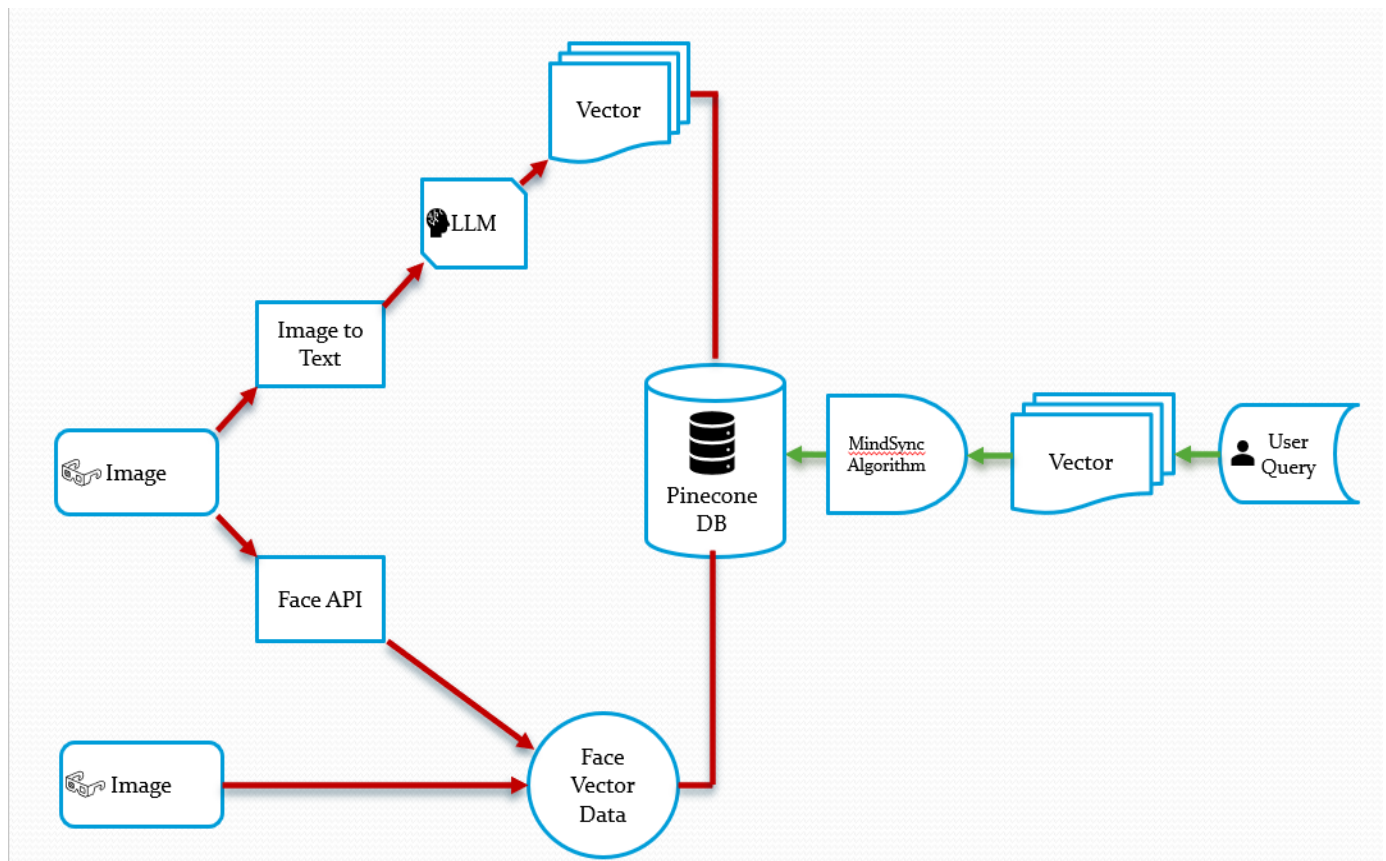 Vector
LLM
Image to
Text
Image
Face API
Image
Face
Vector
Data
Pinecone
DB
MindSync
Algorithm
Vector
User
Query